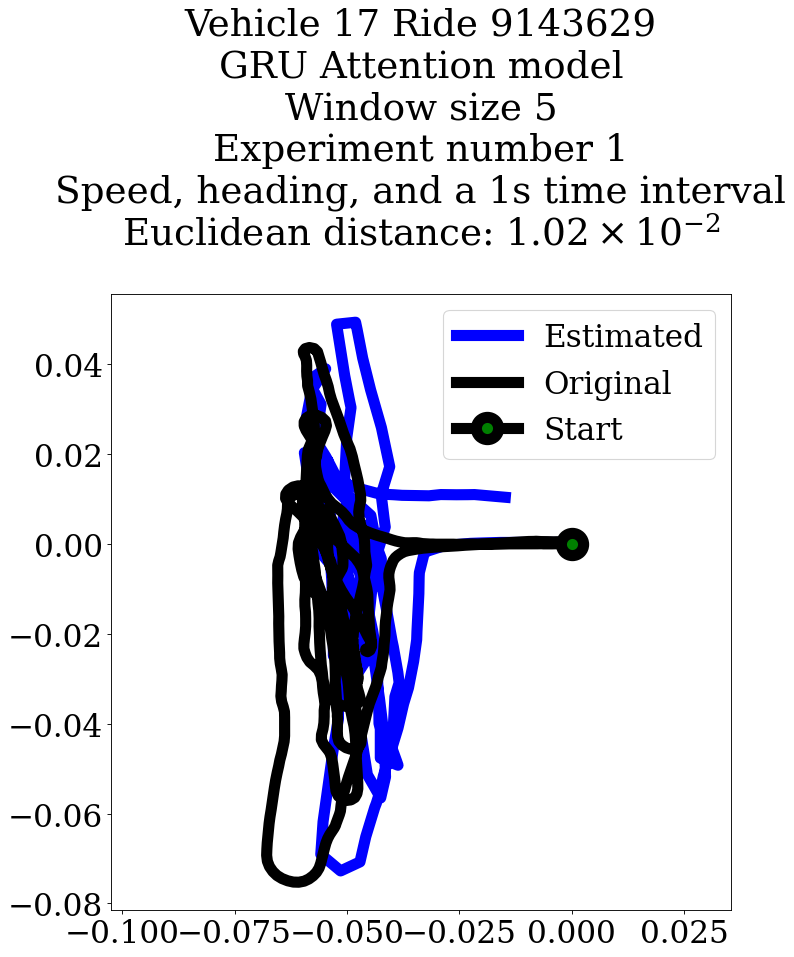 Vehicle 17 Ride 9143629
GRU Attention model
Window size 5
Experiment number 1
Speed, heading, and a 1s time interval
Euclidean distance: 1.02 × 10⁻²
Estimated
Original
Start
0.04
0.02
0.00
−0.02
−0.04
−0.06
−0.08
−0.100 −0.075 −0.050 −0.025 0.000 0.025